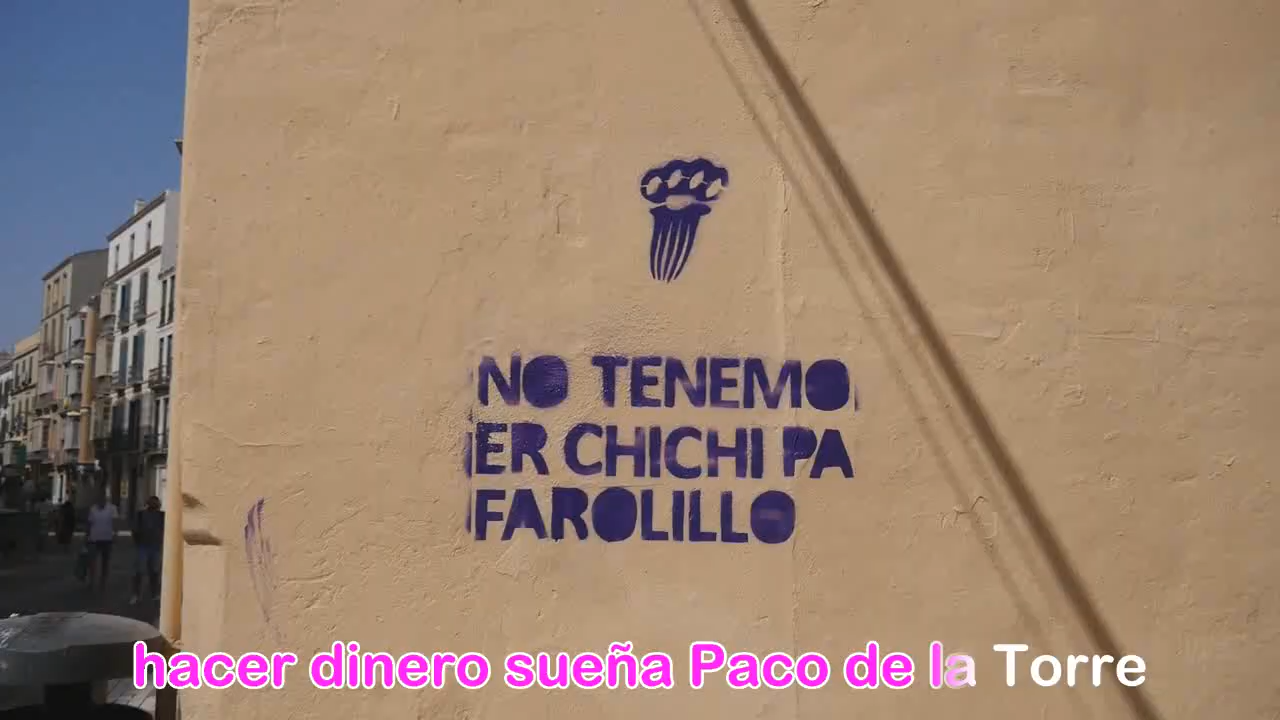 NO TENEMO
ER CHICHI PA
FAROLILLO
hacer dinero sueña Paco de la Torre